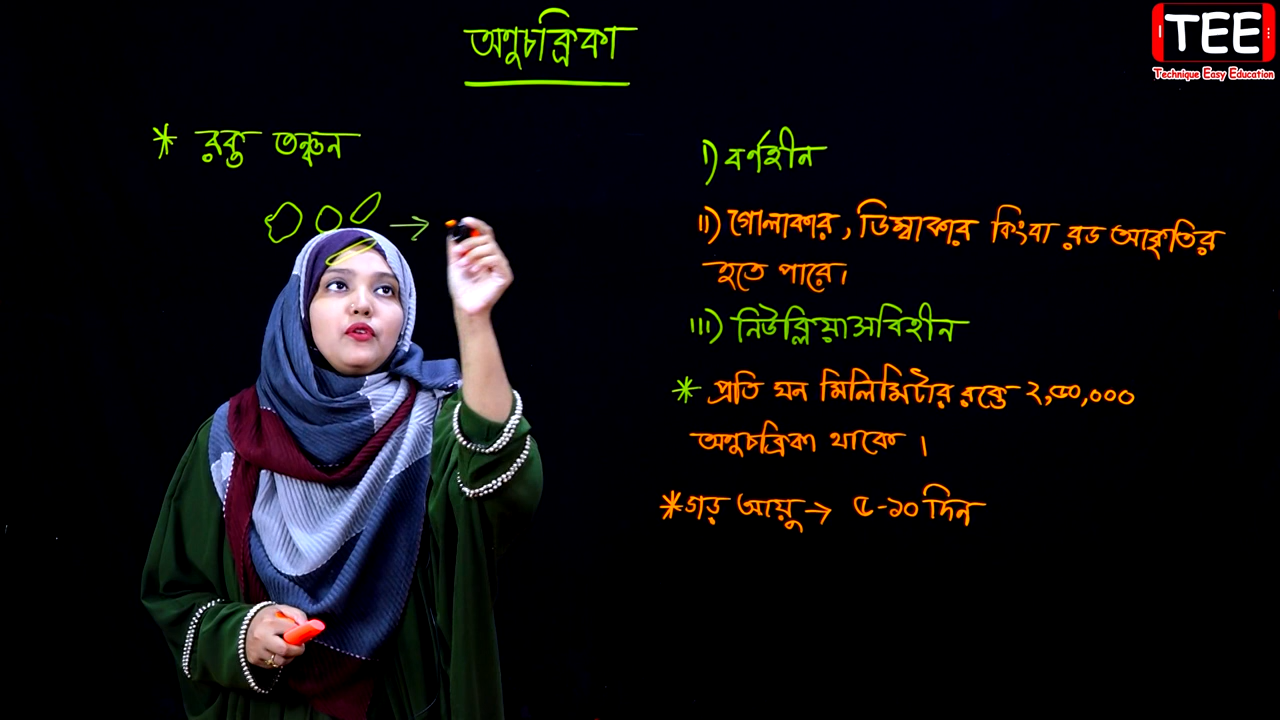 অণুচক্রিকা
TEE
Technique Easy Education
* রক্ত তঞ্চন
i) বর্ণহীন
ii) গোলাকার, ডিম্বাকার কিংবা রড আকৃতির
হতে পারে।
iii) নিউক্লিয়াসবিহীন
* প্রতি ঘন মিলিমিটার রক্তে - ২,৫০,০০০
অণুচক্রিকা থাকে।
* গড় আয়ু → ৫-১০ দিন